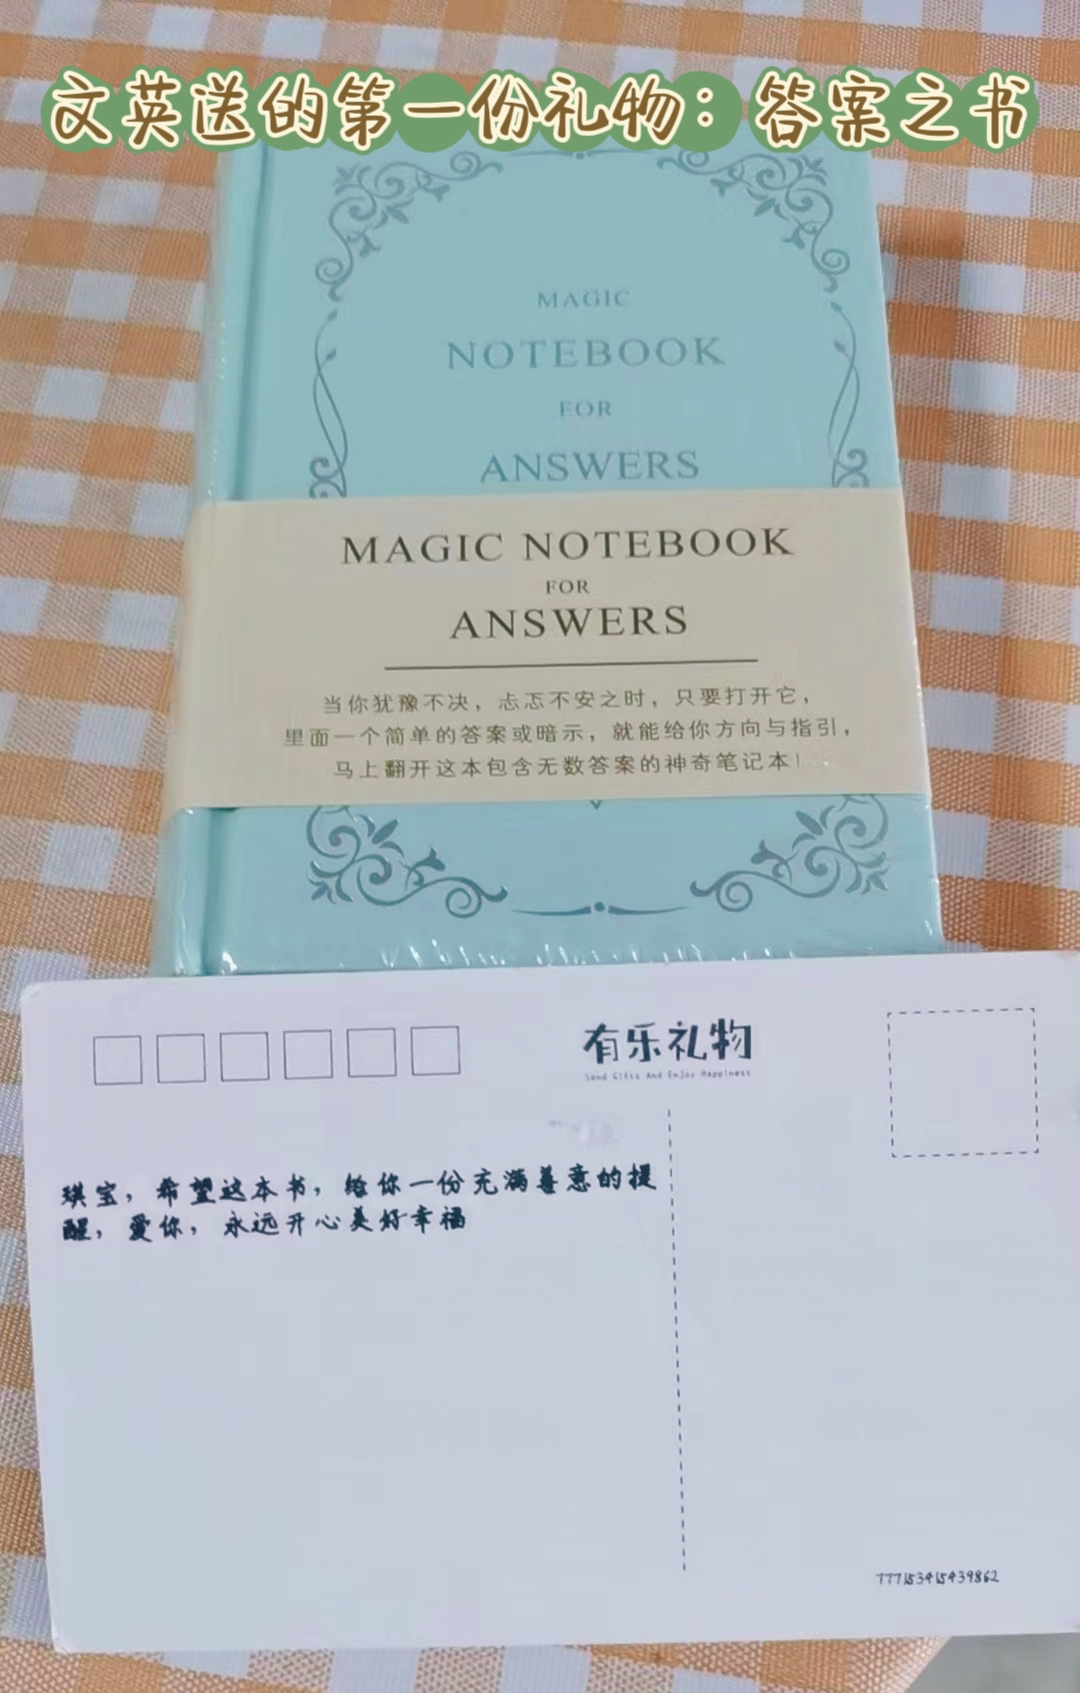 文英送的第一份礼物：答案之书
MAGIC
NOTEBOOK
FOR
ANSWERS
MAGIC NOTEBOOK
FOR
ANSWERS
当你犹豫不决，忐忑不安之时，只要打开它，
里面一个简单的答案或暗示，就能给你方向与指引，
马上翻开这本包含无数答案的神奇笔记本！
有乐礼物
Send Gifts And Enjoy Happiness
琪宝，希望这本书，给你一份充满善意的提
醒，爱你，永远开心美好幸福
777153415439862